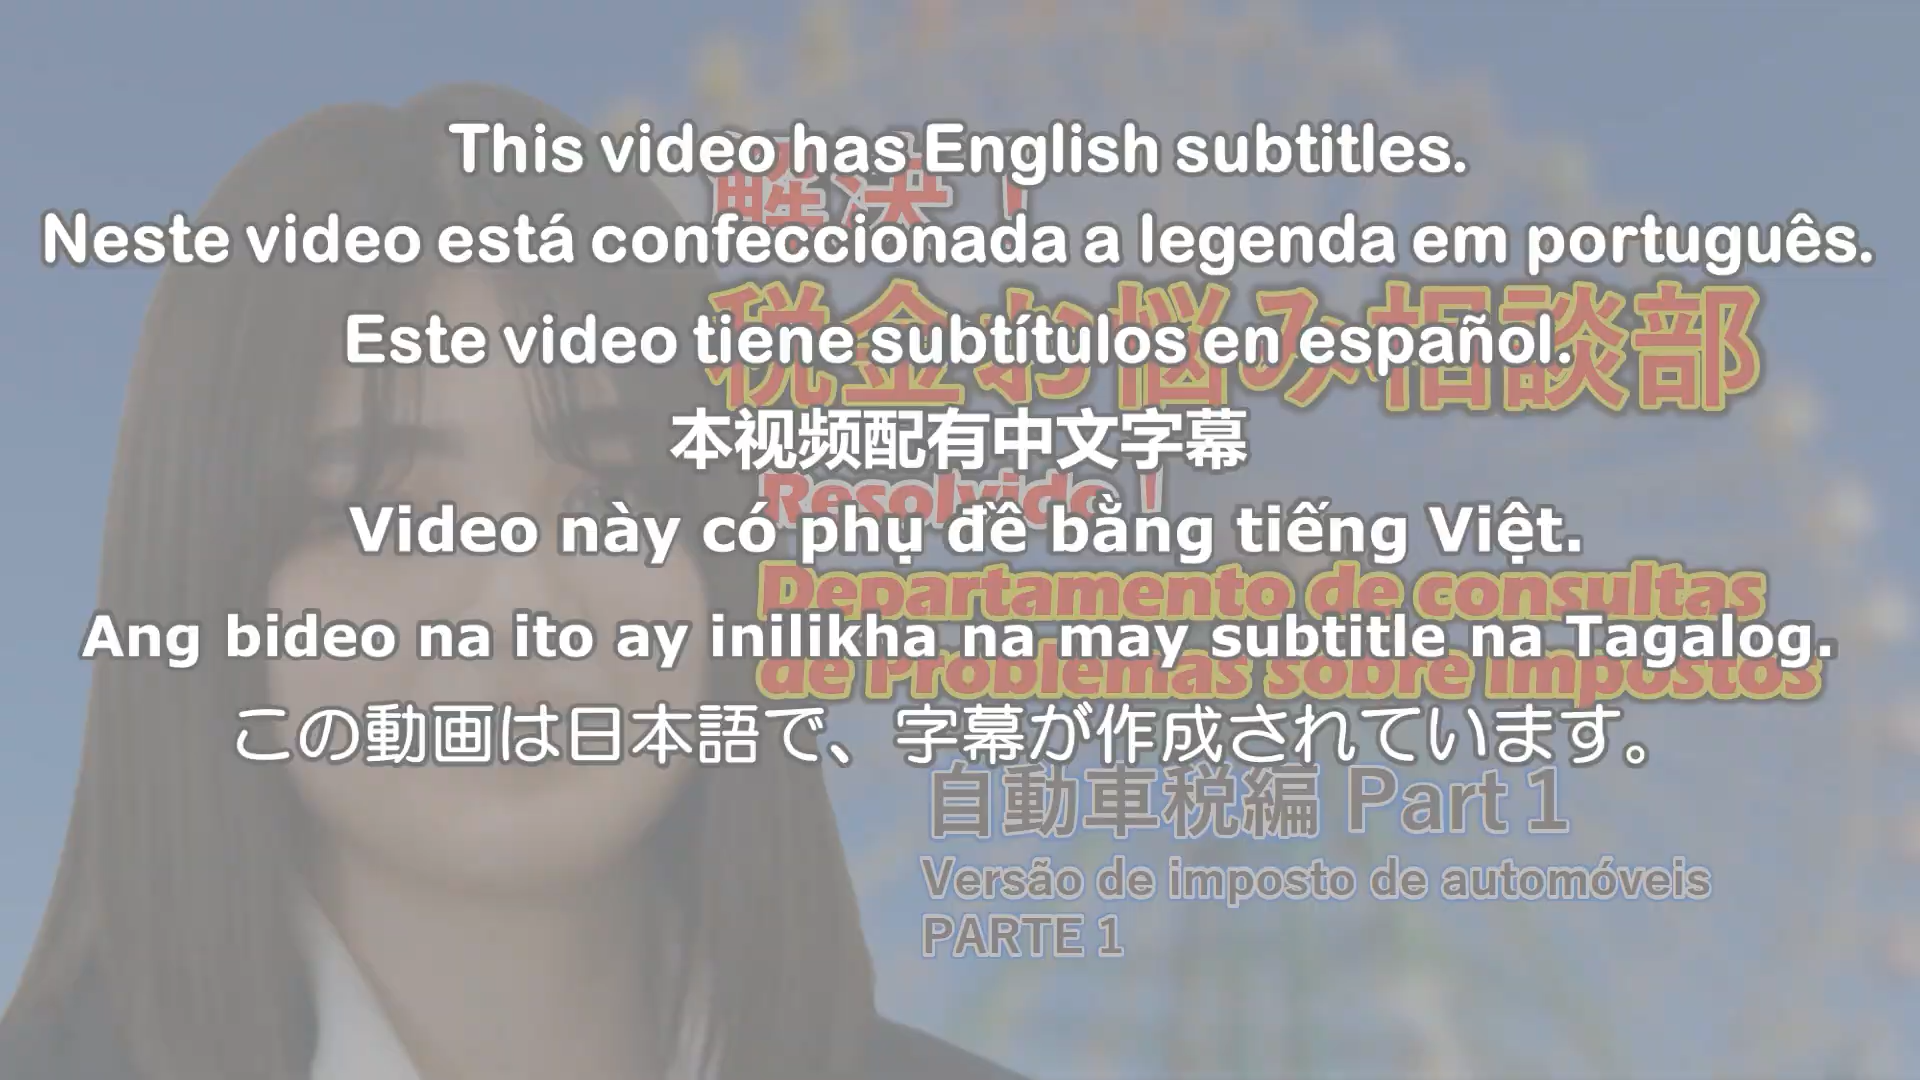 This video has English subtitles.
解決！
Neste video está confeccionada a legenda em português.
税金お悩み相談部
Este video tiene subtítulos en español.
本视频配有中文字幕
Resolvido！
Video này có phụ đề bằng tiếng Việt.
Departamento de consultas
Ang bideo na ito ay inilikha na may subtitle na Tagalog.
de Problemas sobre impostos
この動画は日本語で、字幕が作成されています。
自動車税編 Part 1
Versão de imposto de automóveis
PARTE 1